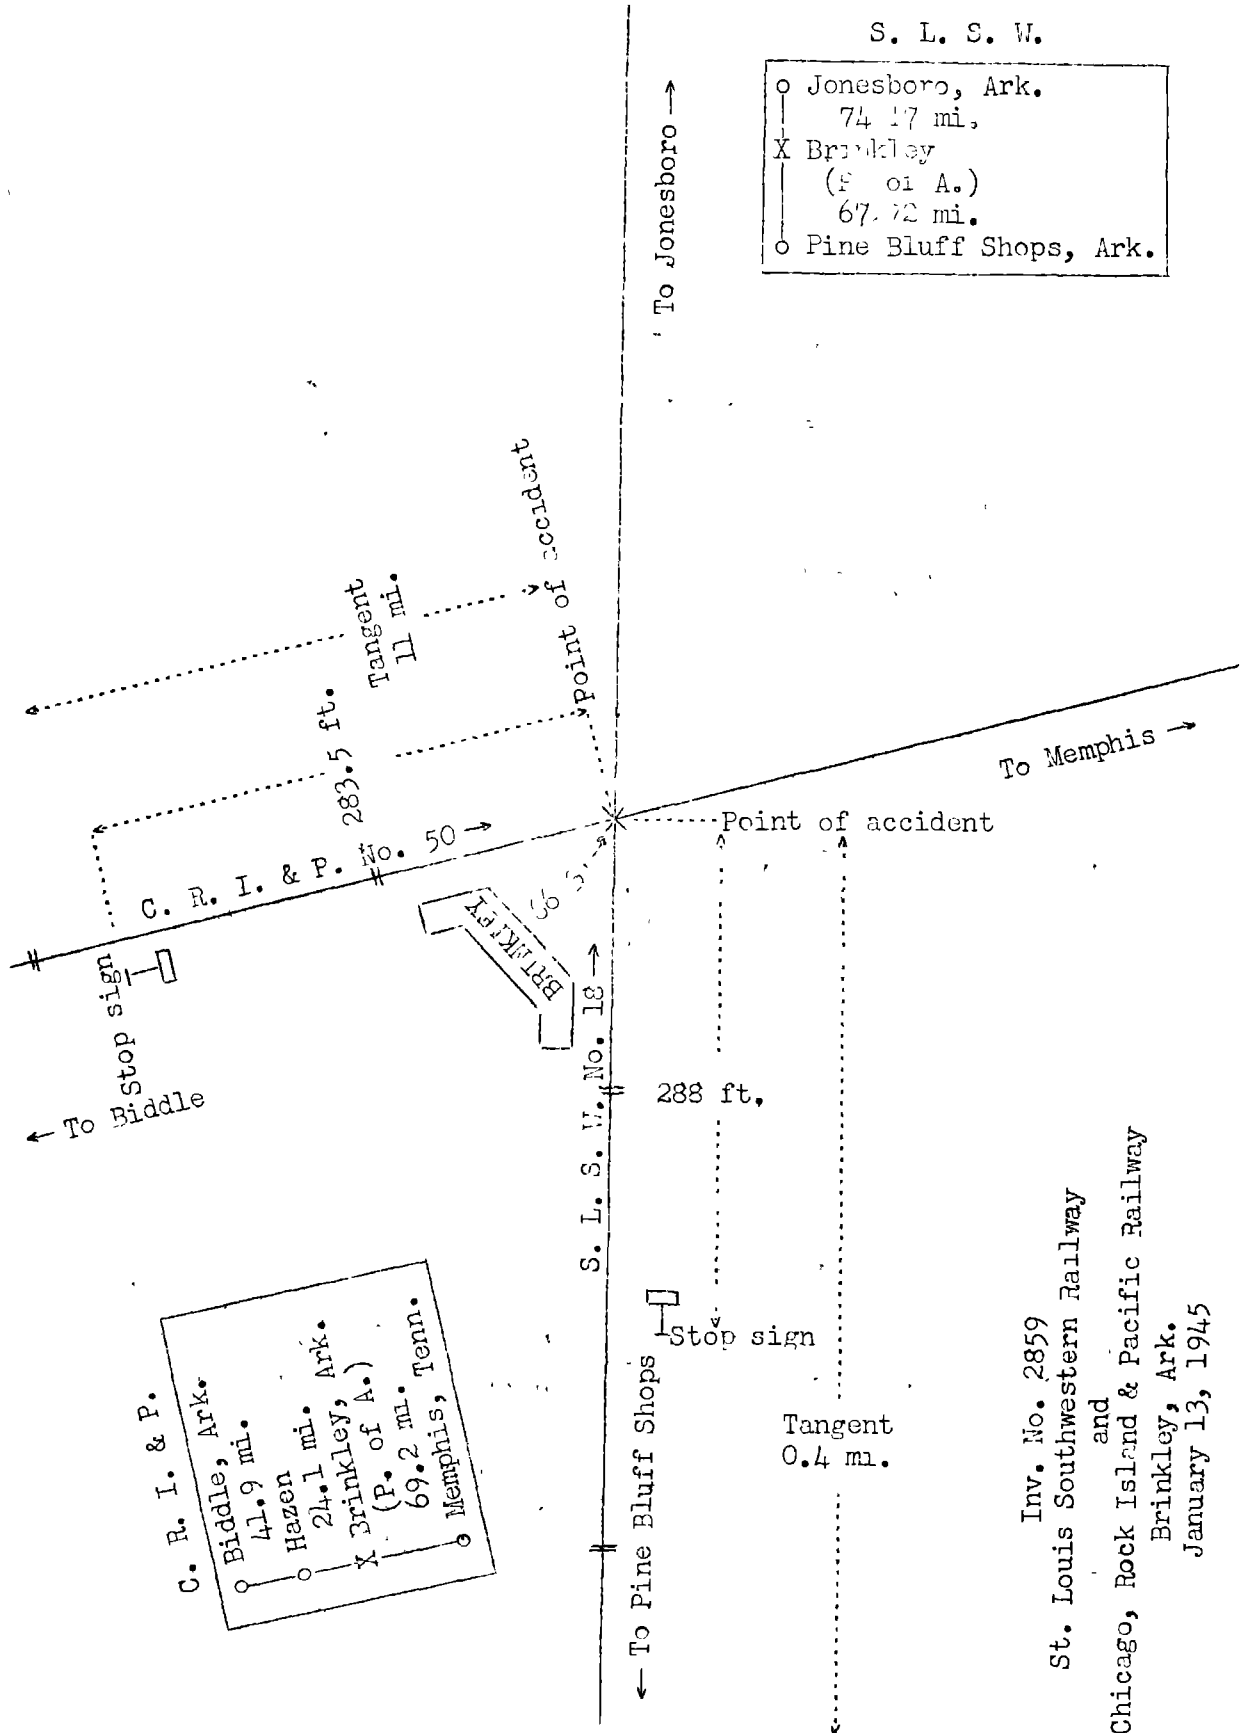 S. L. S. W.
Jonesboro, Ark.
mi.
X Brinkley
A.)
mi.
Pine Bluff Shops, Ark.
To Jonesboro →
Point of accident
Tangent
11 mi.
283.5 ft.
C. R. I. & P. No. 50 →
Stop sign
← To Biddle
BRINKLEY
To Memphis →
Point of accident
S. L. S. W. No. 18 →
288 ft.
Stop sign
Tangent
0.4 mi.
← To Pine Bluff Shops
C. R. I. & P.
Biddle, Ark.
41.9 mi.
Hazen
24.1 mi. Ark.
X Brinkley, Ark.
(P. of A.)
69.2 mi.
Memphis, Tenn.
Inv. No. 2859
St. Louis Southwestern Railway
and
Chicago, Rock Island & Pacific Railway
Brinkley, Ark.
January 13, 1945